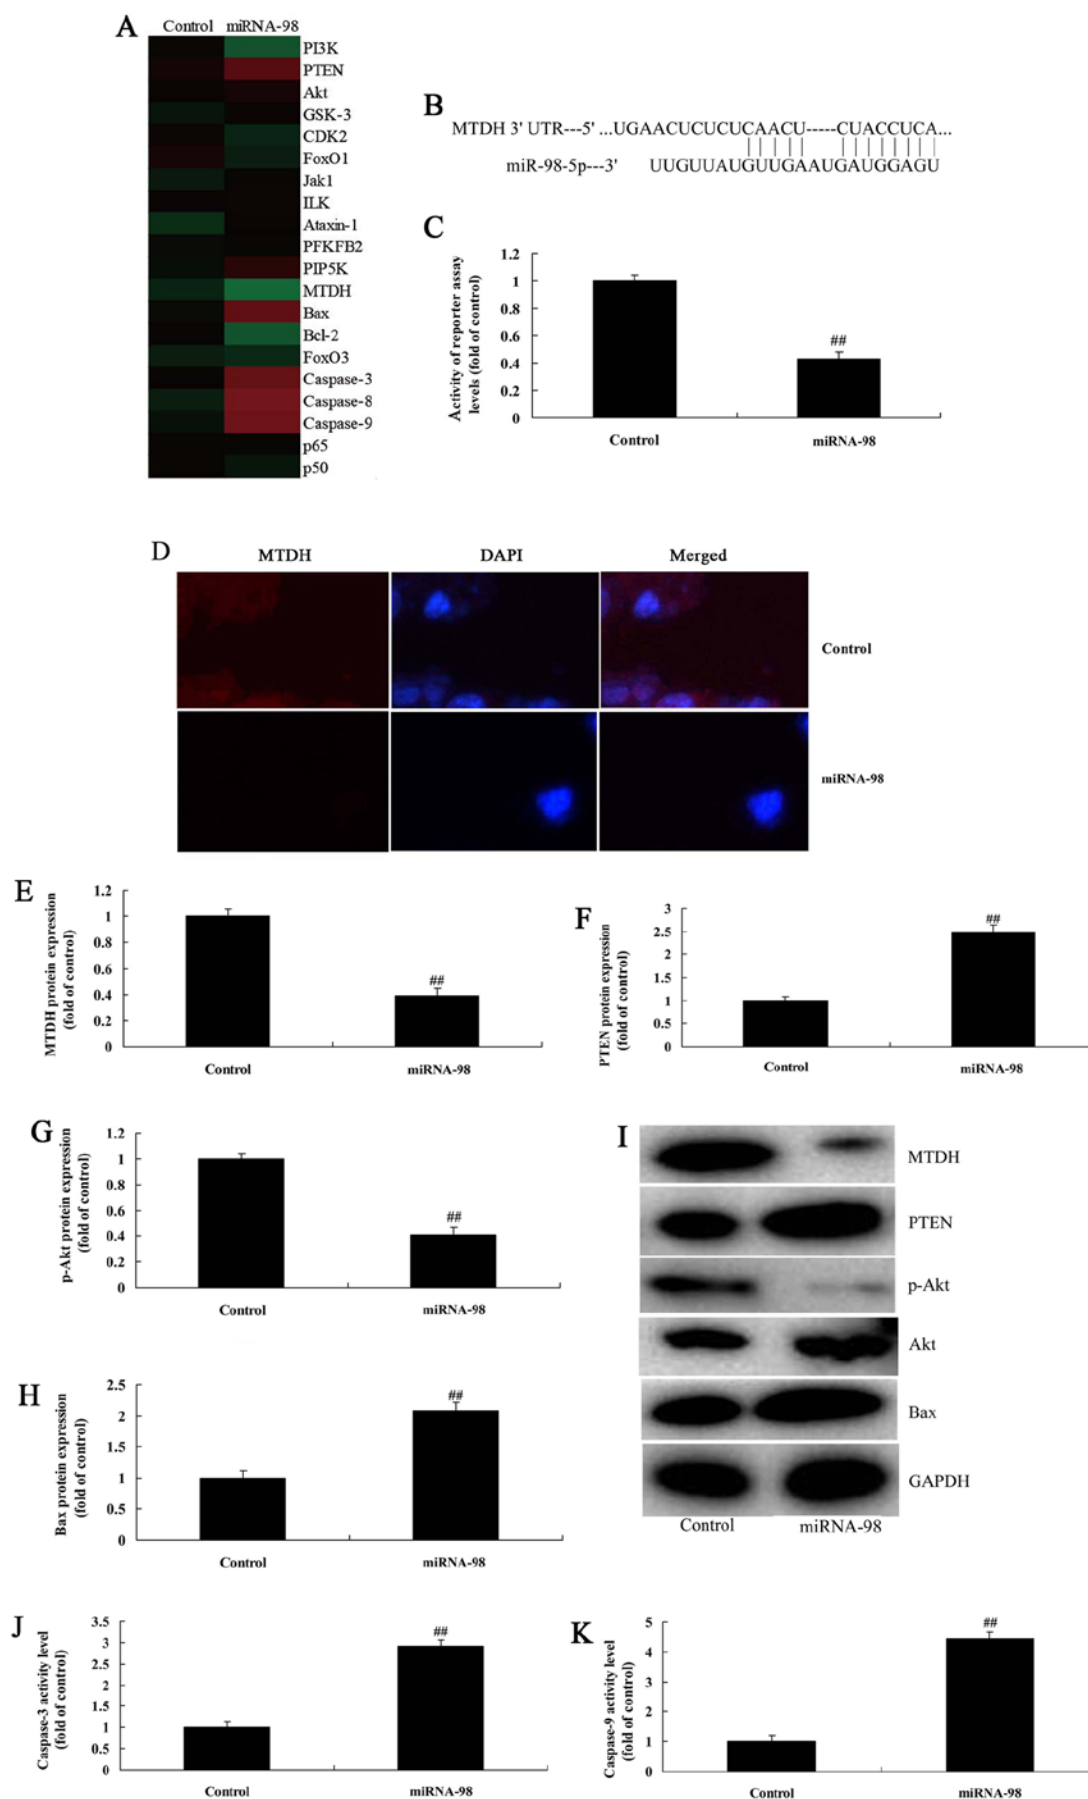 A
Control miRNA-98
PI3K
PTEN
Akt
GSK-3
CDK2
FoxO1
Jak1
ILK
Ataxin-1
PFKFB2
PIP5K
MTDH
Bax
Bcl-2
FoxO3
Caspase-3
Caspase-8
Caspase-9
p65
p50
B
MTDH 3' UTR---5' ...UGAACUCUCUCAACU-----CUACCUCA...
miR-98-5p---3' UUGUUAUGUUGAAUGAUGGAGU
C
Activity of reporter assay
levels (fold of control)
1.2
1
0.8
0.6
0.4
0.2
0
##
Control miRNA-98
D
MTDH DAPI Merged
Control
miRNA-98
E
MTDH protein expression
(fold of control)
1.2
1
0.8
0.6
0.4
0.2
0
##
Control miRNA-98
F
PTEN protein expression
(fold of control)
3
2.5
2
1.5
1
0.5
0
##
Control miRNA-98
G
p-Akt protein expression
(fold of control)
1.2
1
0.8
0.6
0.4
0.2
0
##
Control miRNA-98
H
Bax protein expression
(fold of control)
2.5
2
1.5
1
0.5
0
##
Control miRNA-98
I
MTDH
PTEN
p-Akt
Akt
Bax
GAPDH
Control miRNA-98
J
Caspase-3 activity level
(fold of control)
3.5
3
2.5
2
1.5
1
0.5
0
##
Control miRNA-98
K
Caspase-9 activity level
(fold of control)
5
4
3
2
1
0
##
Control miRNA-98